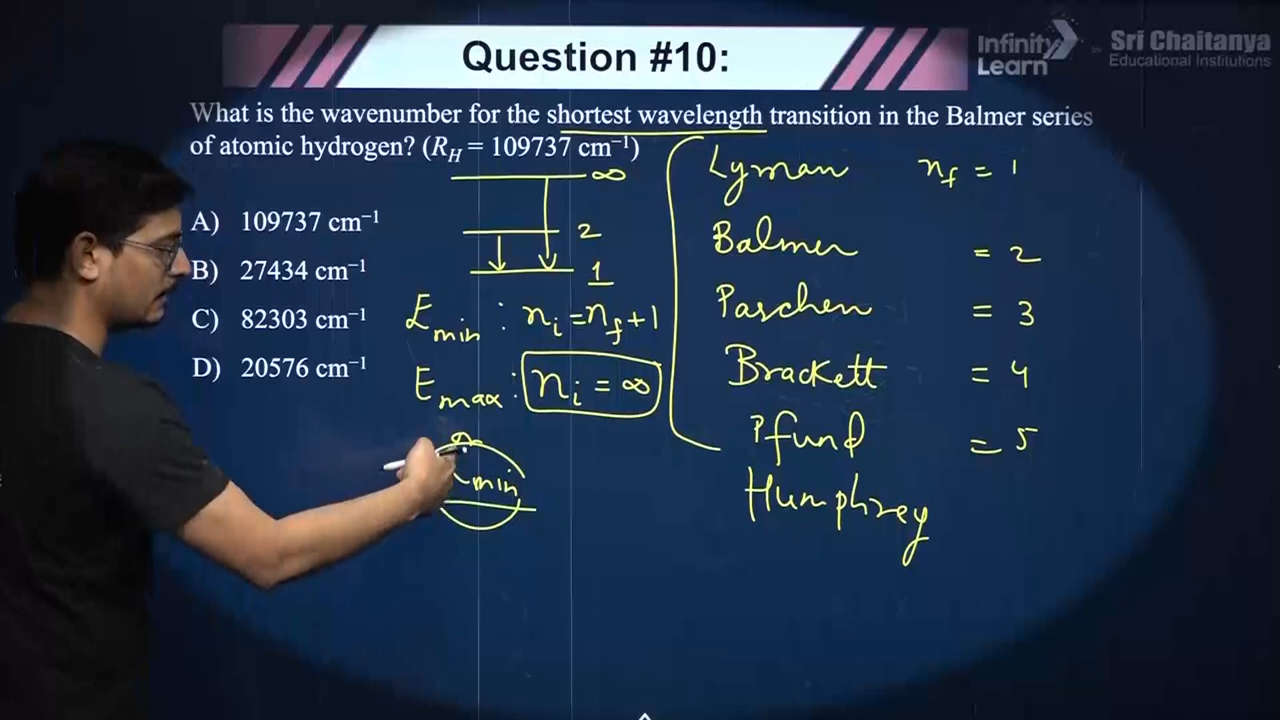 Question #10:
Infinity Learn
BY
Sri Chaitanya
Educational Institutions
What is the wavenumber for the shortest wavelength transition in the Balmer series
of atomic hydrogen? (R_H = 109737 cm⁻¹)
A) 109737 cm⁻¹
B) 27434 cm⁻¹
C) 82303 cm⁻¹
D) 20576 cm⁻¹
∞
2
1
E_min : n_i = n_f + 1
E_max : n_i = ∞
min
Lyman n_f = 1
Balmer = 2
Paschen = 3
Brackett = 4
Pfund = 5
Humphrey